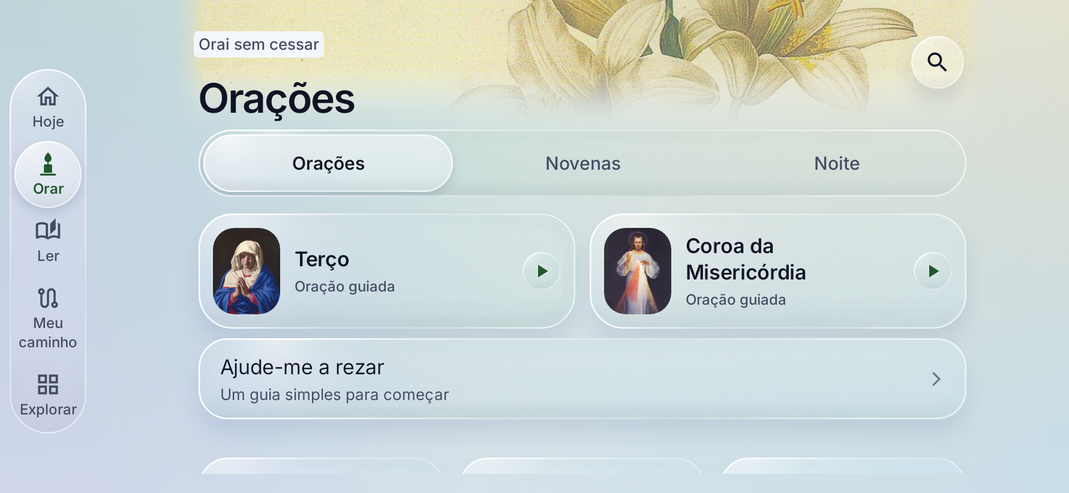 Orai sem cessar
Orações
Hoje
Orar
Ler
Meu
caminho
Explorar
Orações
Novenas
Noite
Terço
Oração guiada
Coroa da
Misericórdia
Oração guiada
Ajude-me a rezar
Um guia simples para começar